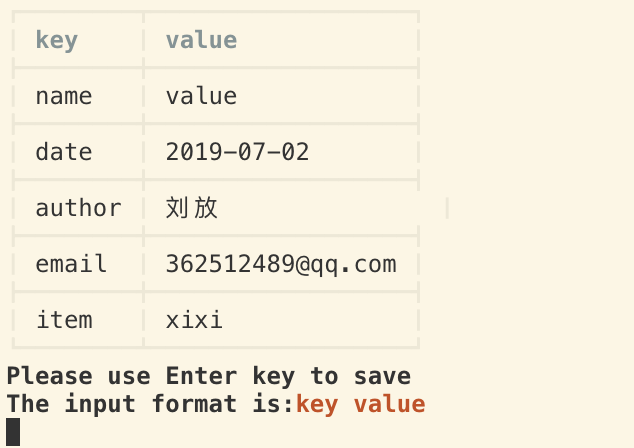 key value
name value
date 2019-07-02
author 刘放
email 362512489@qq.com
item xixi
Please use Enter key to save
The input format is:key value